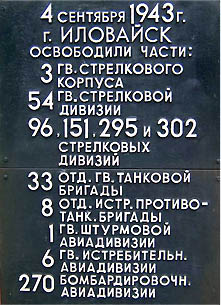 4 СЕНТЯБРЯ 1943 Г.
Г. ИЛОВАЙСК
ОСВОБОДИЛИ ЧАСТИ:
3 ГВ. СТРЕЛКОВОГО
КОРПУСА
54 ГВ. СТРЕЛКОВОЙ
ДИВИЗИИ
96, 151, 295 И 302
СТРЕЛКОВЫХ
ДИВИЗИЙ
33 ОТД. ГВ. ТАНКОВОЙ
БРИГАДЫ
8 ОТД. ИСТР. ПРОТИВО-
ТАНК. БРИГАДЫ
1 ГВ. ШТУРМОВОЙ
АВИАДИВИЗИИ
6 ГВ. ИСТРЕБИТЕЛЬН.
АВИАДИВИЗИИ
270 БОМБАРДИРОВОЧН.
АВИАДИВИЗИИ